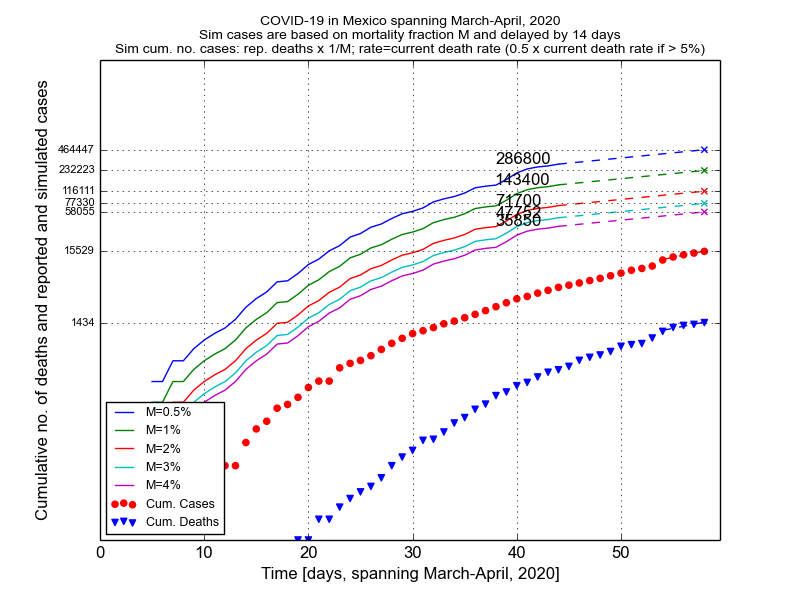 COVID-19 in Mexico spanning March-April, 2020
Sim cases are based on mortality fraction M and delayed by 14 days
Sim cum. no. cases: rep. deaths x 1/M; rate=current death rate (0.5 x current death rate if > 5%)
Cumulative no. of deaths and reported and simulated cases
464447
232223
116111
77330
58055
15529
1434
286800
143400
71700
47752
35850
M=0.5%
M=1%
M=2%
M=3%
M=4%
Cum. Cases
Cum. Deaths
0 10 20 30 40 50
Time [days, spanning March-April, 2020]